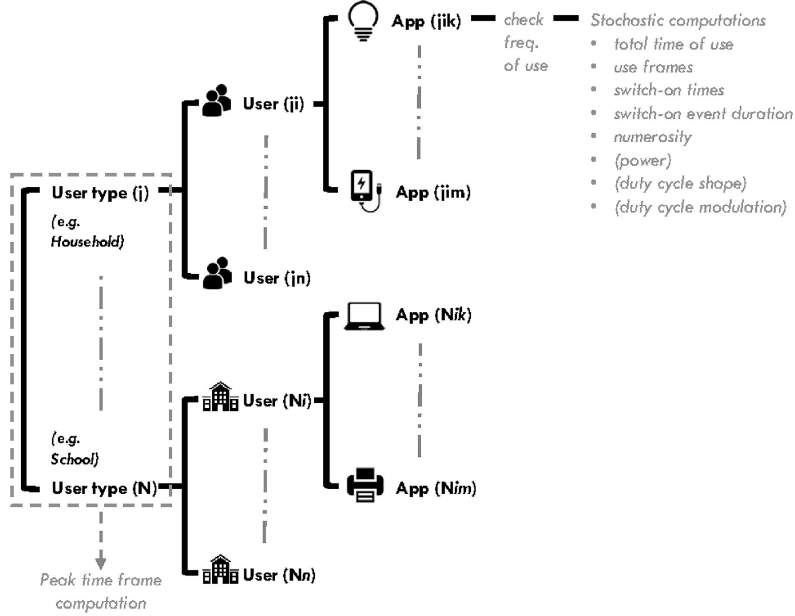 App (jik)
check
freq.
of use
Stochastic computations
• total time of use
• use frames
• switch-on times
• switch-on event duration
• numerosity
• (power)
• (duty cycle shape)
• (duty cycle modulation)
User (ji)
App (jim)
User type (j)
(e.g.
Household)
User (jn)
App (Nik)
User (Ni)
(e.g.
School)
User type (N)
App (Nim)
User (Nn)
Peak time frame
computation